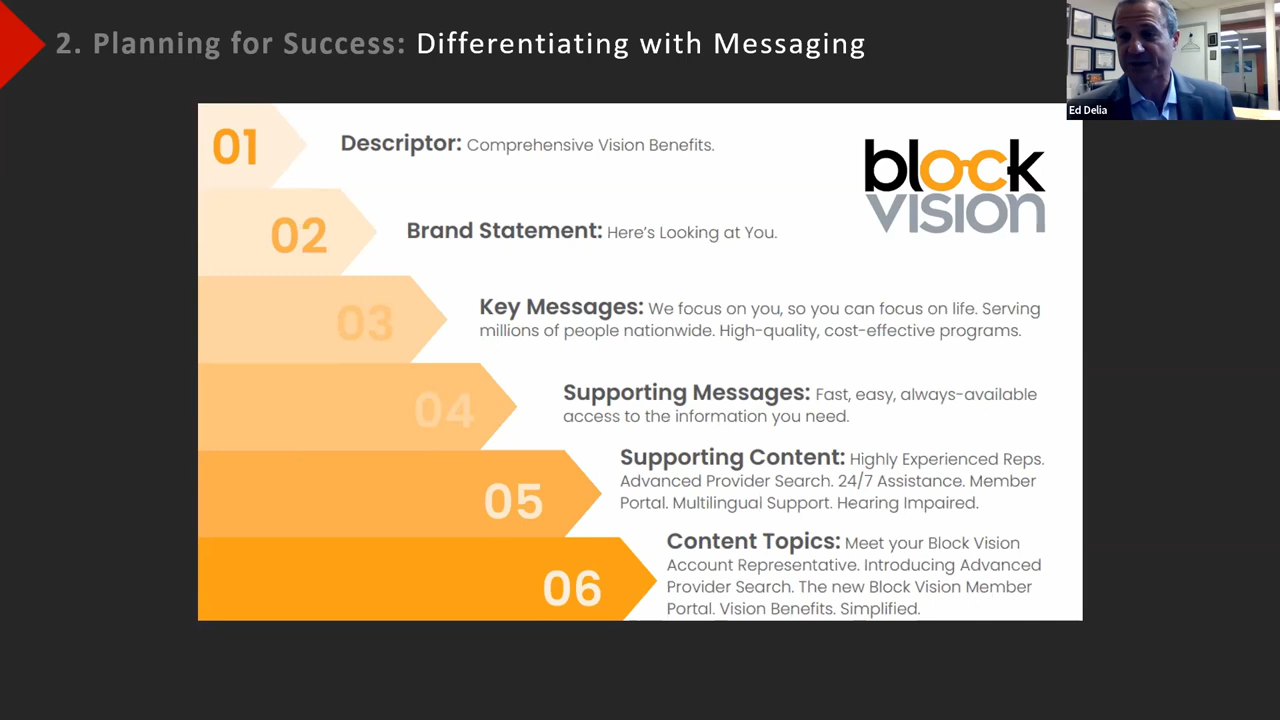 2. Planning for Success: Differentiating with Messaging
Ed Delia
01
Descriptor: Comprehensive Vision Benefits.
block
vision
02
Brand Statement: Here's Looking at You.
03
Key Messages: We focus on you, so you can focus on life. Serving
millions of people nationwide. High-quality, cost-effective programs.
04
Supporting Messages: Fast, easy, always-available
access to the information you need.
05
Supporting Content: Highly Experienced Reps.
Advanced Provider Search. 24/7 Assistance. Member
Portal. Multilingual Support. Hearing Impaired.
06
Content Topics: Meet your Block Vision
Account Representative. Introducing Advanced
Provider Search. The new Block Vision Member
Portal. Vision Benefits. Simplified.